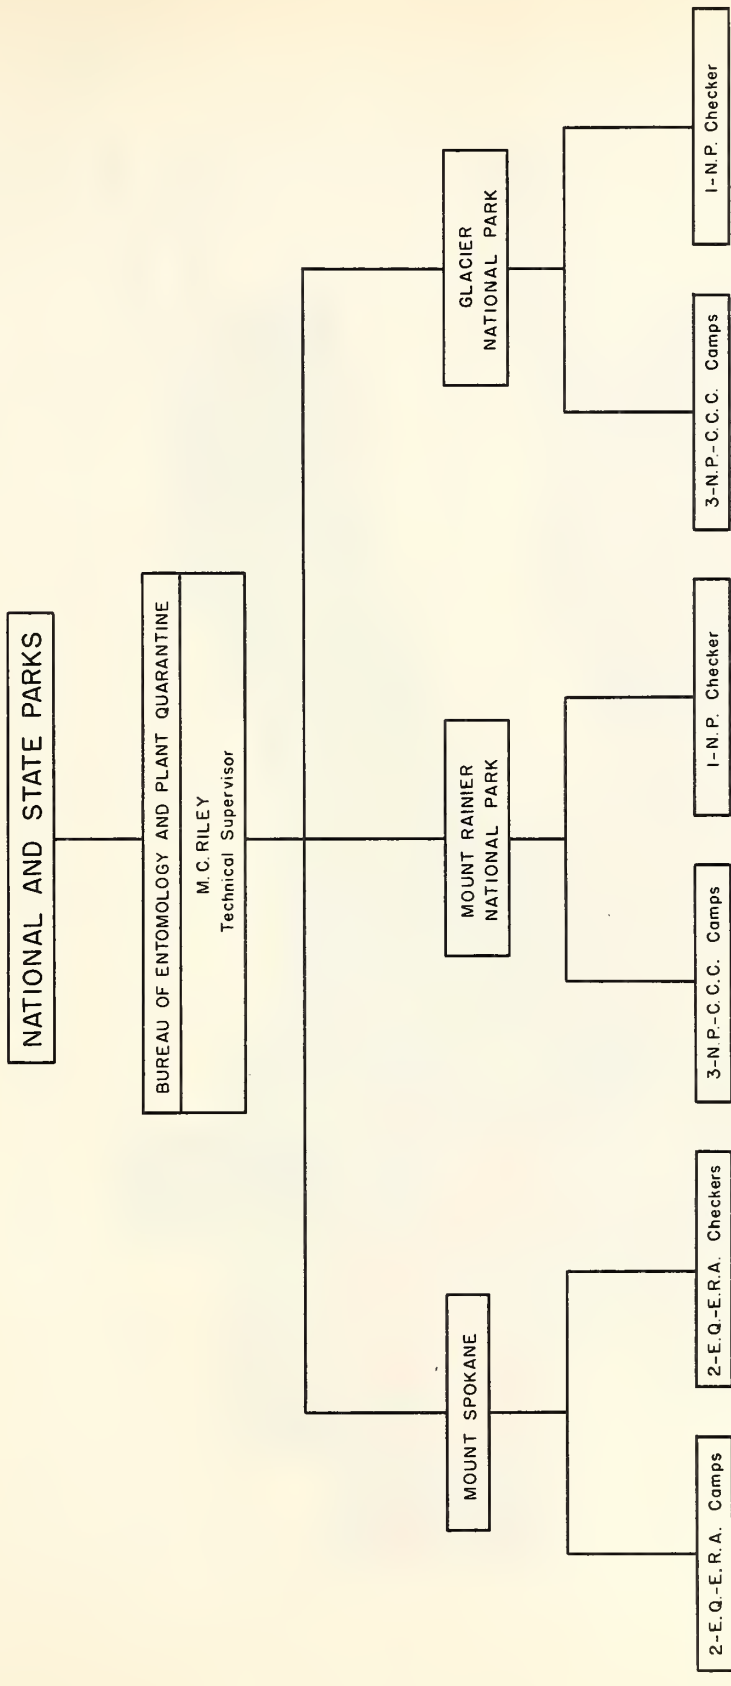 NATIONAL AND STATE PARKS
BUREAU OF ENTOMOLOGY AND PLANT QUARANTINE
M. C. RILEY
Technical Supervisor
MOUNT SPOKANE
MOUNT RAINIER
NATIONAL PARK
GLACIER
NATIONAL PARK
2-E.Q.-E.R.A. Camps
2-E.Q.-E.R.A. Checkers
3-N.P.-C.C.C. Camps
1-N.P. Checker
3-N.P.-C.C.C. Camps
1-N.P. Checker